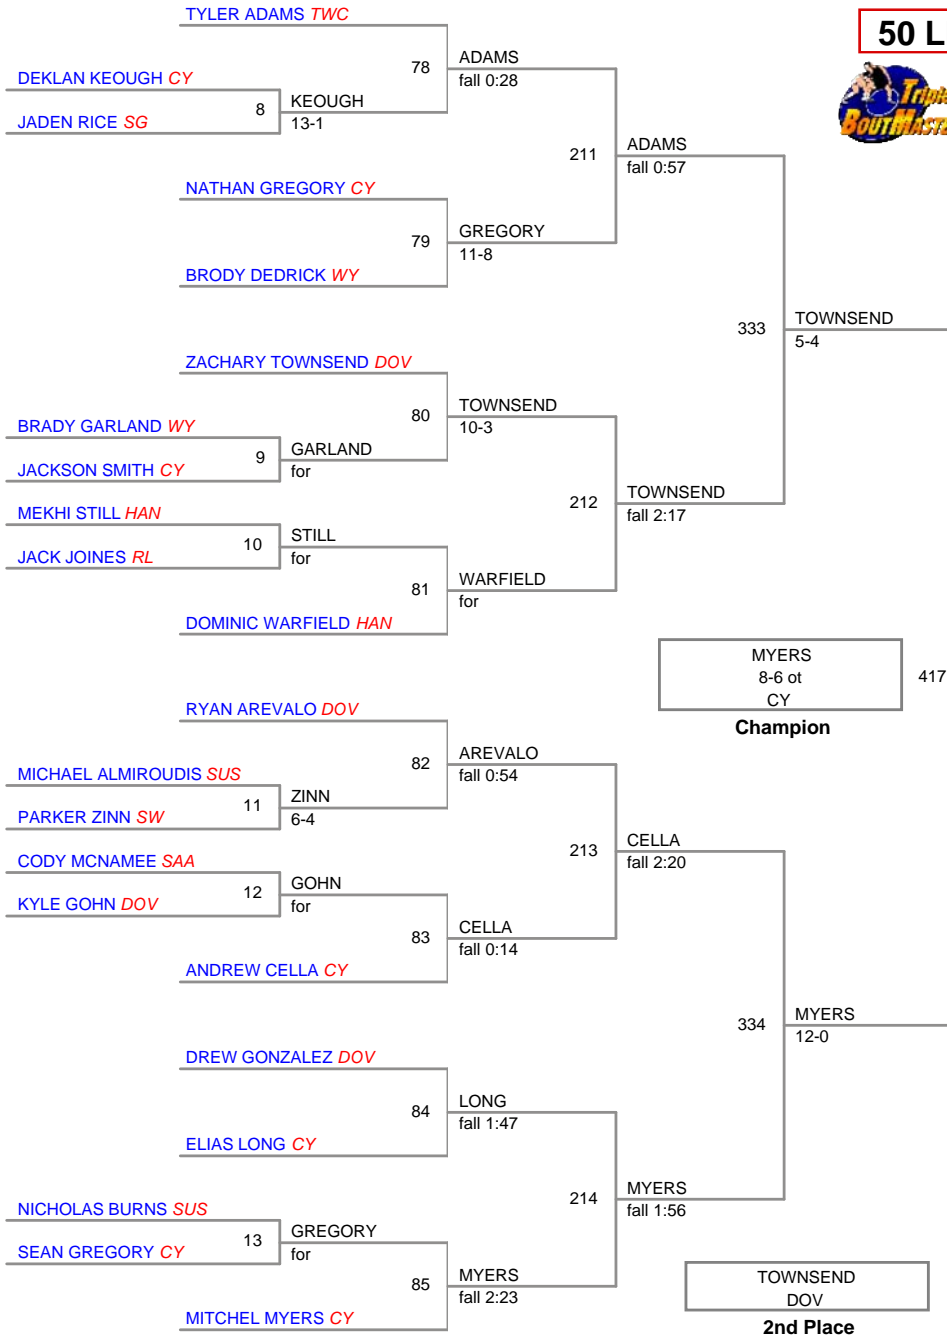 TYLER ADAMS TWC
50 L
78
ADAMS
fall 0:28
DEKLAN KEOUGH CY
8
KEOUGH
13-1
JADEN RICE SG
BOUTMASTE
211
ADAMS
fall 0:57
NATHAN GREGORY CY
79
GREGORY
11-8
BRODY DEDRICK WY
333
TOWNSEND
5-4
ZACHARY TOWNSEND DOV
80
TOWNSEND
10-3
BRADY GARLAND WY
9
GARLAND
for
JACKSON SMITH CY
212
TOWNSEND
fall 2:17
MEKHI STILL HAN
10
STILL
for
JACK JOINES RL
81
WARFIELD
for
DOMINIC WARFIELD HAN
MYERS
8-6 ot
CY
417
Champion
RYAN AREVALO DOV
82
AREVALO
fall 0:54
MICHAEL ALMIROUDIS SUS
11
ZINN
6-4
PARKER ZINN SW
213
CELLA
fall 2:20
CODY MCNAMEE SAA
12
GOHN
for
KYLE GOHN DOV
83
CELLA
fall 0:14
ANDREW CELLA CY
334
MYERS
12-0
DREW GONZALEZ DOV
84
LONG
fall 1:47
ELIAS LONG CY
214
MYERS
fall 1:56
NICHOLAS BURNS SUS
13
GREGORY
for
SEAN GREGORY CY
85
MYERS
fall 2:23
MITCHEL MYERS CY
TOWNSEND
DOV
2nd Place